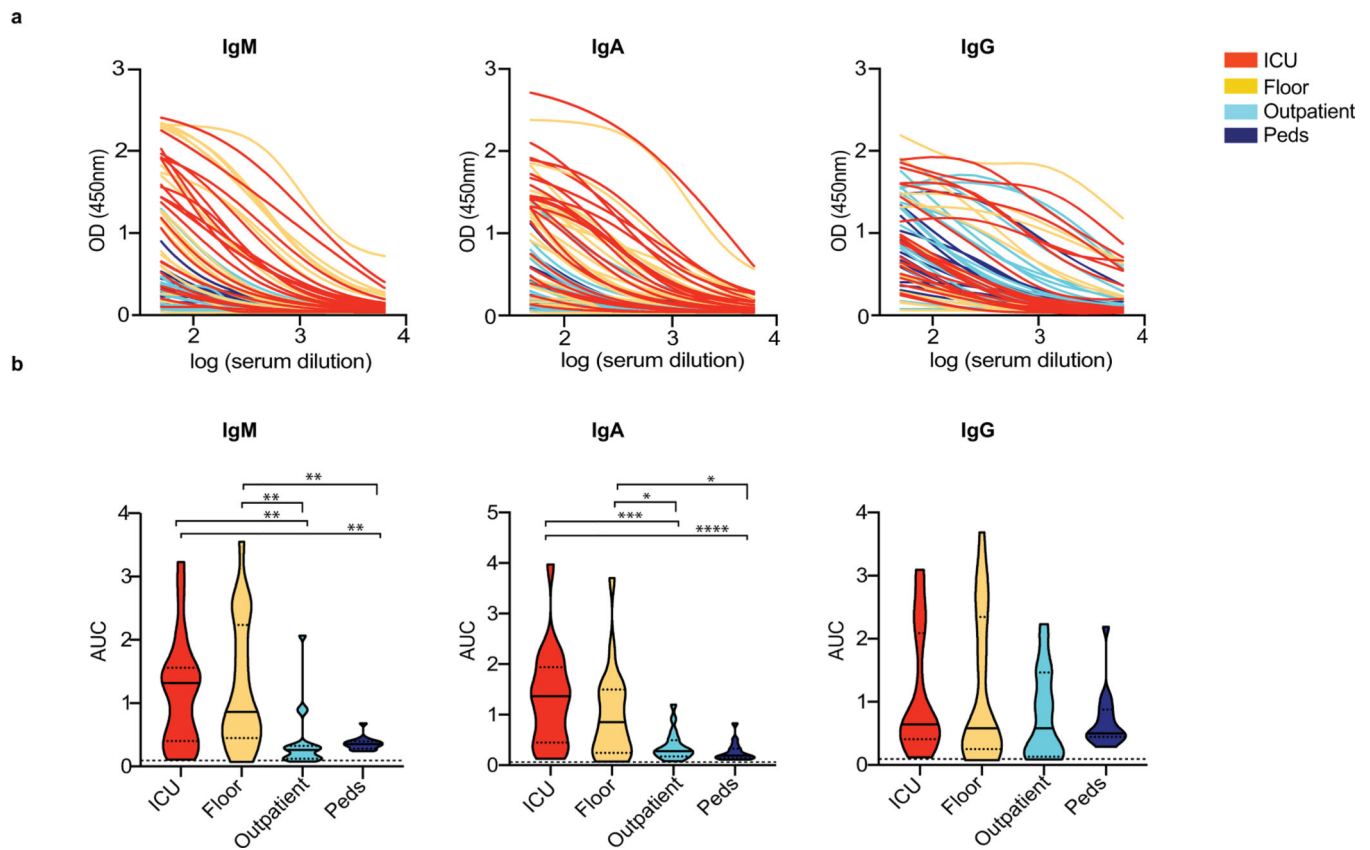 a
IgM
IgA
IgG
ICU
Floor
Outpatient
Peds
OD (450nm)
3
2
1
0
2
3
4
log (serum dilution)
OD (450nm)
3
2
1
0
2
3
4
log (serum dilution)
OD (450nm)
3
2
1
0
2
3
4
log (serum dilution)
b
IgM
IgA
IgG
**
**
**
**
AUC
4
3
2
1
0
ICU
Floor
Outpatient
Peds
*
*
***
****
AUC
5
4
3
2
1
0
ICU
Floor
Outpatient
Peds
AUC
4
3
2
1
0
ICU
Floor
Outpatient
Peds